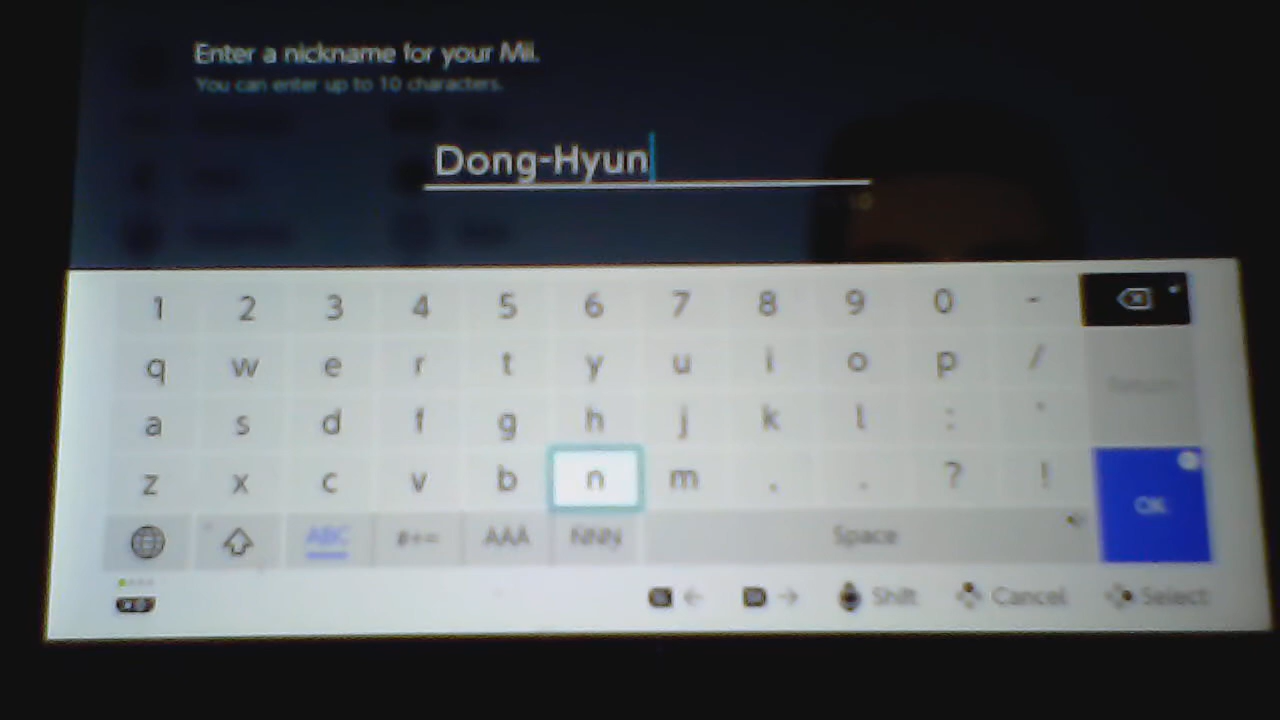 Enter a nickname for your Mii.
You can enter up to 10 characters.
Dong-Hyun
1 2 3 4 5 6 7 8 9 0 -
q w e r t y u i o p /
a s d f g h j k l : '
z x c v b n m , . ? !
ABC #+= ÀÁÂ Space OK
← → Shift Cancel Select